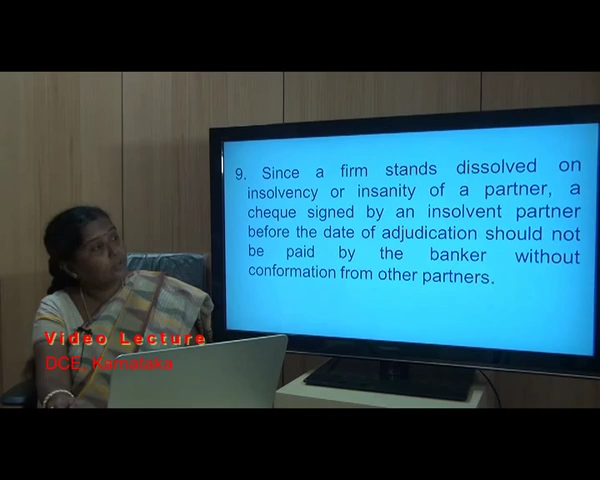 9. Since a firm stands dissolved on
insolvency or insanity of a partner, a
cheque signed by an insolvent partner
before the date of adjudication should not
be paid by the banker without
conformation from other partners.
Video Lecture
DCE, Karnataka